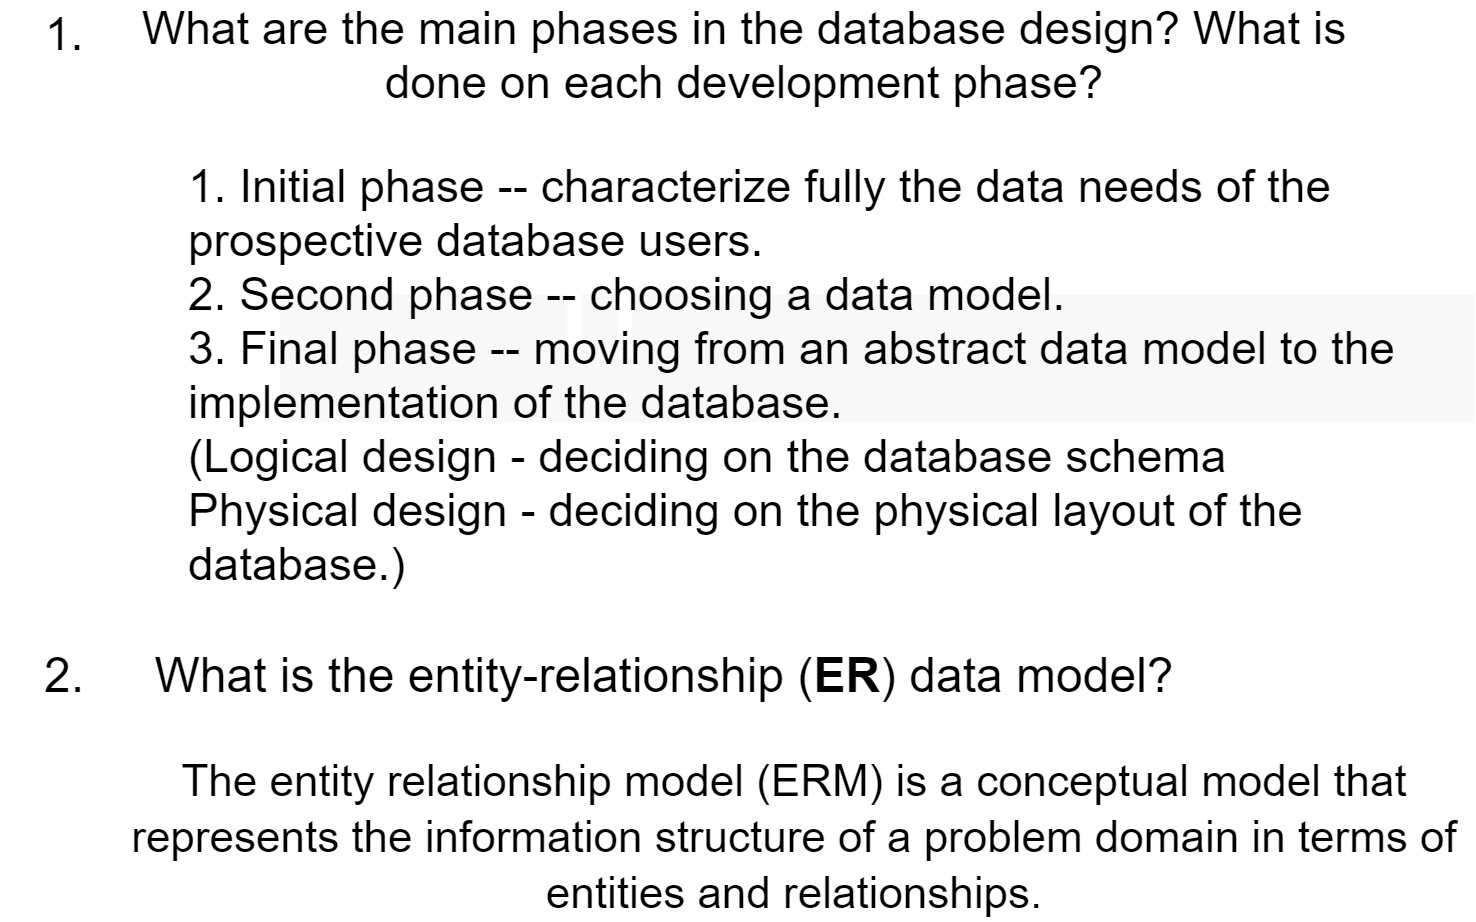 1. What are the main phases in the database design? What is
done on each development phase?
1. Initial phase -- characterize fully the data needs of the
prospective database users.
2. Second phase -- choosing a data model.
3. Final phase -- moving from an abstract data model to the
implementation of the database.
(Logical design - deciding on the database schema
Physical design - deciding on the physical layout of the
database.)
2. What is the entity-relationship (ER) data model?
The entity relationship model (ERM) is a conceptual model that
represents the information structure of a problem domain in terms of
entities and relationships.